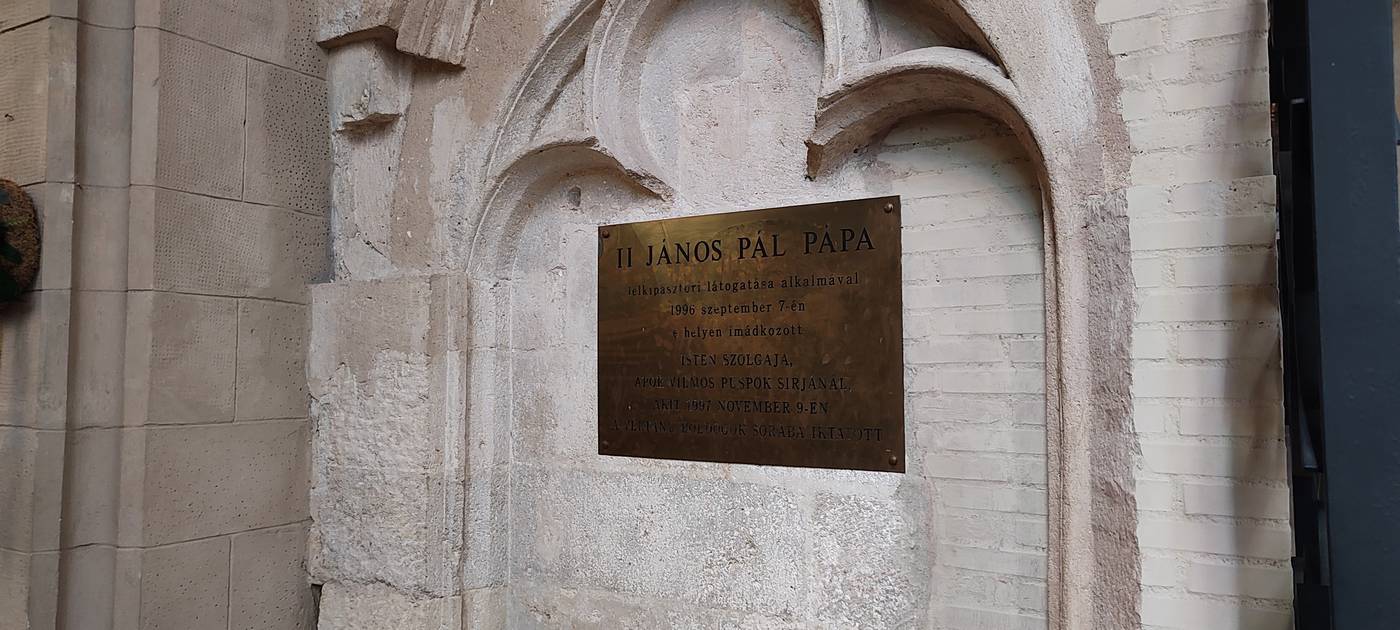 II JÁNOS PÁL PÁPA
lelkipásztori látogatása alkalmával
1996 szeptember 7-én
e helyen imádkozott
ISTEN SZOLGÁJA,
APOR VILMOS PÜSPÖK SÍRJÁNÁL,
AKIT 1997 NOVEMBER 9-ÉN
A VÉRTANÚ BOLDOGOK SORÁBA IKTATOTT